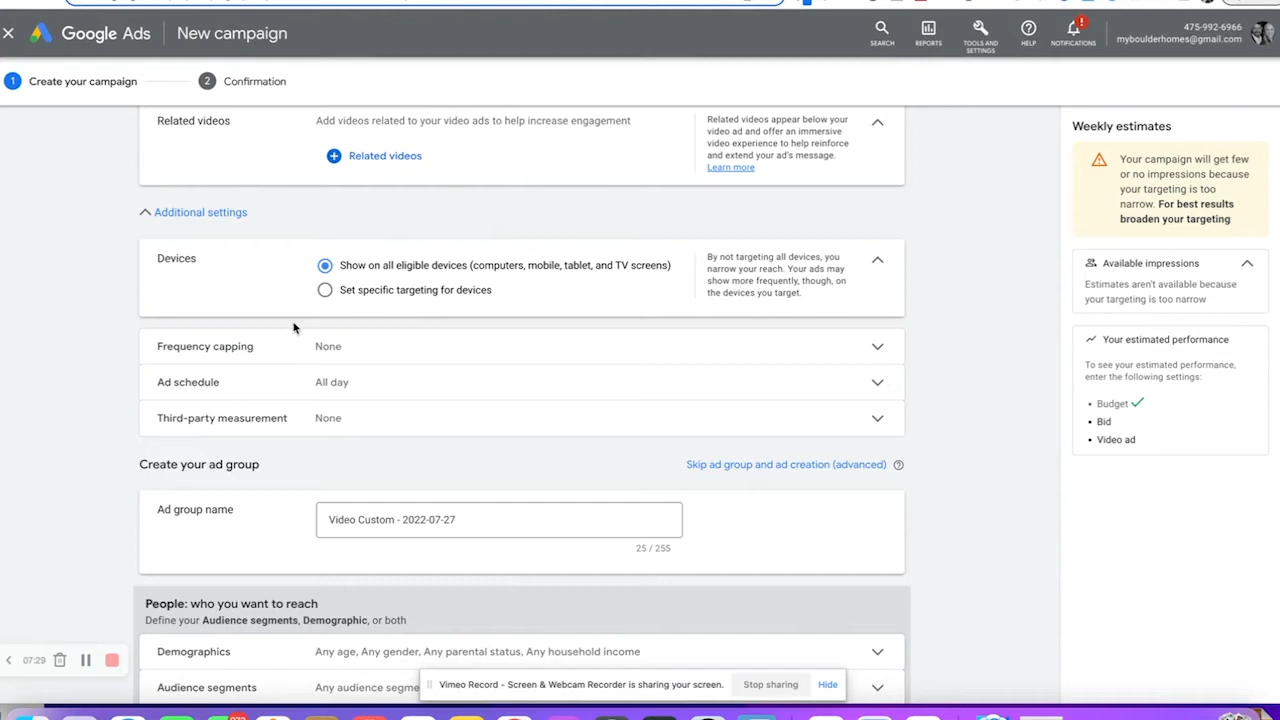 Google Ads New campaign
SEARCH
REPORTS
TOOLS AND
SETTINGS
HELP
NOTIFICATIONS
475-992-6966
myboulderhomes@gmail.com
1 Create your campaign
2 Confirmation
Related videos
Add videos related to your video ads to help increase engagement
Related videos
Related videos appear below your
video ad and offer an immersive
video experience to help reinforce
and extend your ad's message.
Learn more
Additional settings
Devices
Show on all eligible devices (computers, mobile, tablet, and TV screens)
Set specific targeting for devices
By not targeting all devices, you
narrow your reach. Your ads may
show more frequently, though, on
the devices you target.
Frequency capping None
Ad schedule All day
Third-party measurement None
Create your ad group
Skip ad group and ad creation (advanced)
Ad group name
Video Custom - 2022-07-27
25 / 255
People: who you want to reach
Define your Audience segments, Demographic, or both
Demographics Any age, Any gender, Any parental status, Any household income
Audience segments Any audience segme
Weekly estimates
Your campaign will get few
or no impressions because
your targeting is too
narrow. For best results
broaden your targeting
Available impressions
Estimates aren't available because
your targeting is too narrow
Your estimated performance
To see your estimated performance,
enter the following settings:
• Budget
• Bid
• Video ad
07:29
Vimeo Record - Screen & Webcam Recorder is sharing your screen.
Stop sharing
Hide